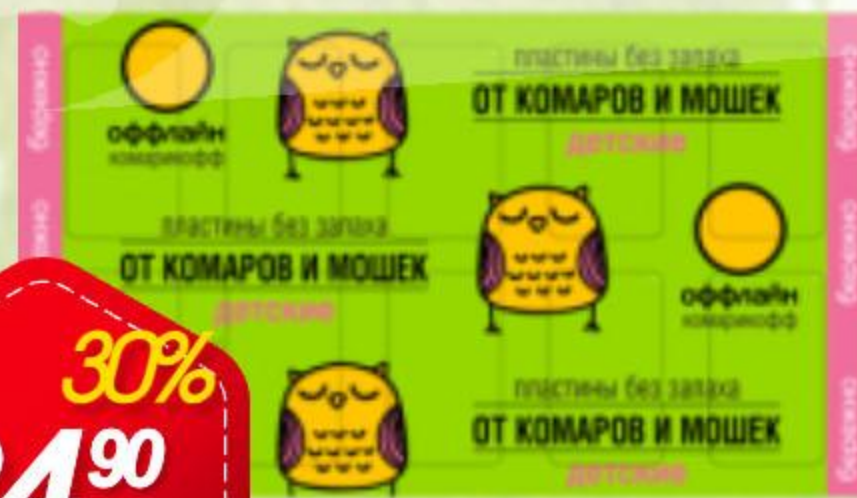 пластины без запаха
ОТ КОМАРОВ И МОШЕК
детские
оффлайн
комарикофф
пластины без запаха
ОТ КОМАРОВ И МОШЕК
детские
оффлайн
комарикофф
30%
90
пластины без запаха
ОТ КОМАРОВ И МОШЕК
детские